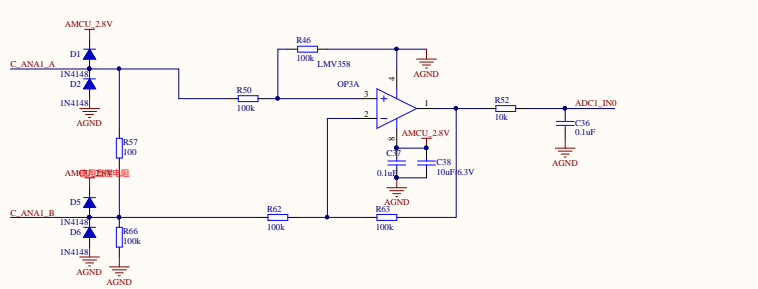 AMCU_2.8V
R46
D1
100k
LMV358
C_ANA1_A
AGND
1N4148
D2
OP3A
4
R50
3
1
R52
ADC1_IN0
1N4148
100k
2
10k
C36
0.1uF
AGND
8
AMCU_2.8V
R57
100
AGND
C37
C38
0.1uF
10uF/6.3V
D5
AGND
C_ANA1_B
R62
R63
1N4148
D6
R66
100k
100k
100k
1N4148
AGND
AGND